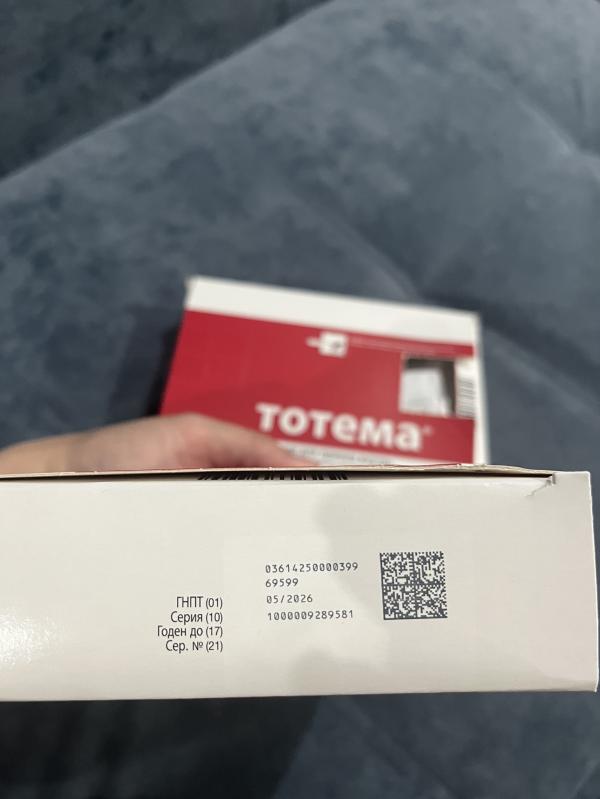 тотема®
03614250000399
69599
05/2026
1000009289581
ГНПТ (01)
Серия (10)
Годен до (17)
Сер. № (21)